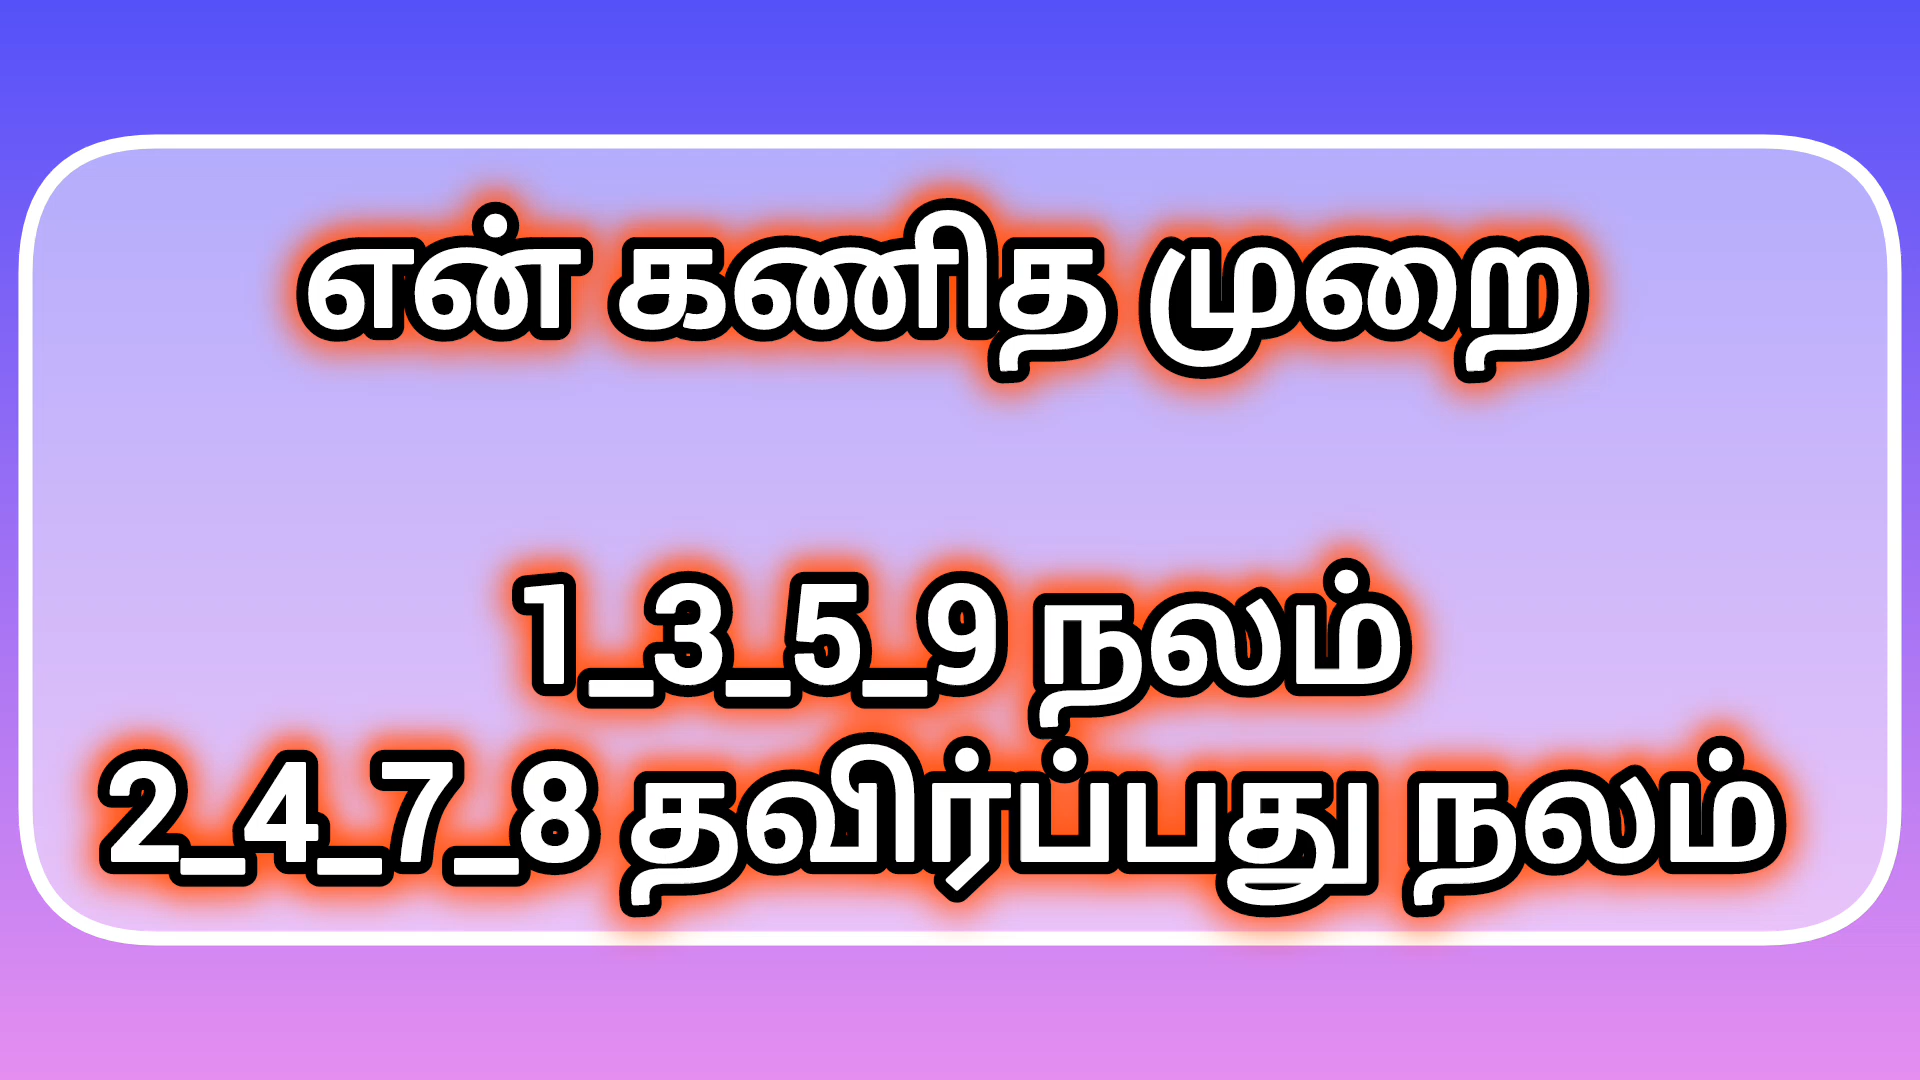 என் கணித முறை
1_3_5_9 நலம்
2_4_7_8 தவிர்ப்பது நலம்